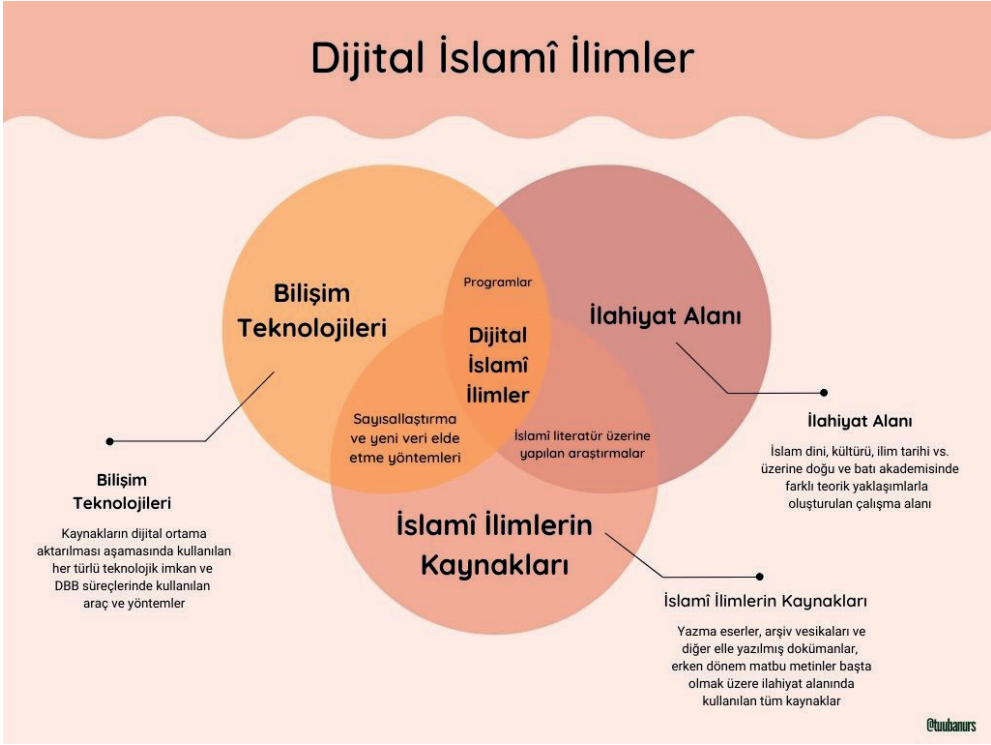 Dijital İslamî İlimler
Bilişim
Teknolojileri
Programlar
İlahiyat Alanı
Dijital
İslamî
İlimler
Sayısallaştırma
ve yeni veri elde
etme yöntemleri
İslamî literatür üzerine
yapılan araştırmalar
İslamî İlimlerin
Kaynakları
Bilişim
Teknolojileri
Kaynakların dijital ortama
aktarılması aşamasında kullanılan
her türlü teknolojik imkan ve
DBB süreçlerinde kullanılan
araç ve yöntemler
İlahiyat Alanı
İslam dini, kültürü, ilim tarihi vs.
üzerine doğu ve batı akademisinde
farklı teorik yaklaşımlarla
oluşturulan çalışma alanı
İslamî İlimlerin Kaynakları
Yazma eserler, arşiv vesikaları ve
diğer elle yazılmış dokümanlar,
erken dönem matbu metinler başta
olmak üzere ilahiyat alanında
kullanılan tüm kaynaklar
@tuubanurs